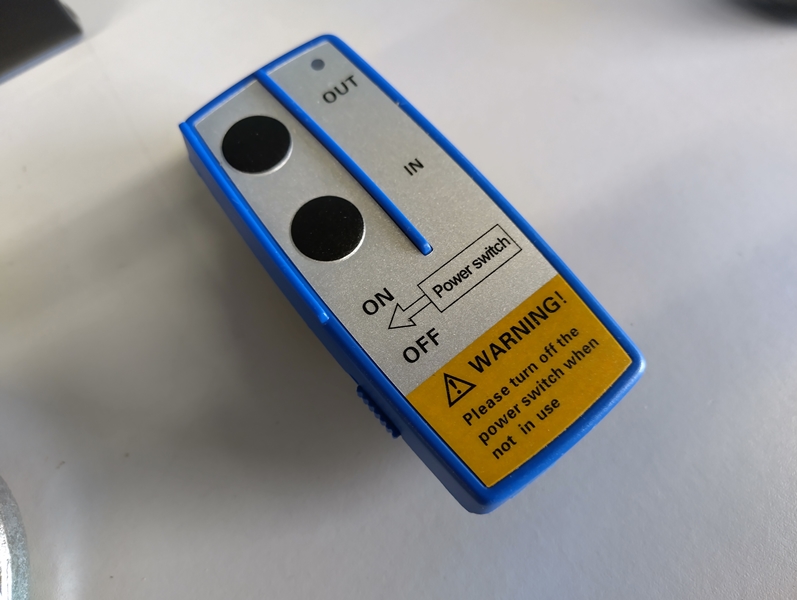 OUT
IN
Power switch
ON
OFF
WARNING!
Please turn off the
power switch when
not in use